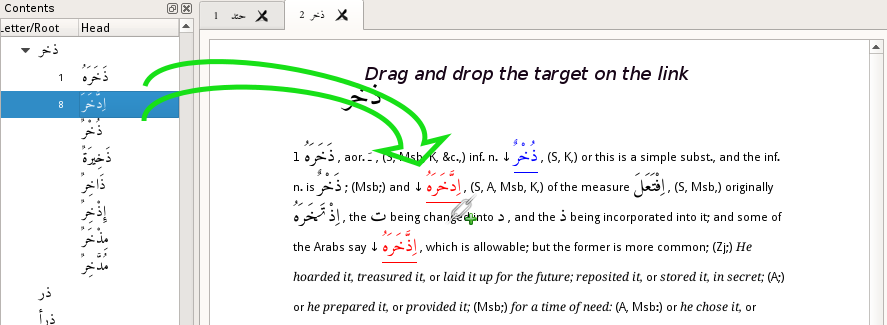 Contents
Letter/Root Head
ذخر
1 ذَخَرَهُ
8 اِدَّخَرَ
ذُخْرٌ
ذَخِيرَةٌ
ذَاخِرٌ
إِذْخِرٌ
مِذْخَرٌ
مُدَّخِرٌ
ذر
ذرأ
1 حتد
2 ذخر
Drag and drop the target on the link
ذخر
1 ذَخَرَهُ, aor. ـَ, (S, Msb, K, &c.,) inf. n. ↓ ذُخْرٌ, (S, K,) or this is a simple subst., and the inf.
n. is ذَخْرٌ; (Msb;) and ↓ اِدَّخَرَهُ, (S, A, Msb, K,) of the measure اِفْتَعَلَ, (S, Msb,) originally
اِذْتَخَرَهُ, the ت being changed into د, and the ذ being incorporated into it; and some of
the Arabs say ↓ اِذَّخَرَهُ, which is allowable; but the former is more common; (Zj;) He
hoarded it, treasured it, or laid it up for the future; reposited it, or stored it, in secret; (A;)
or he prepared it, or provided it; (Msb;) for a time of need: (A, Msb:) or he chose it, or